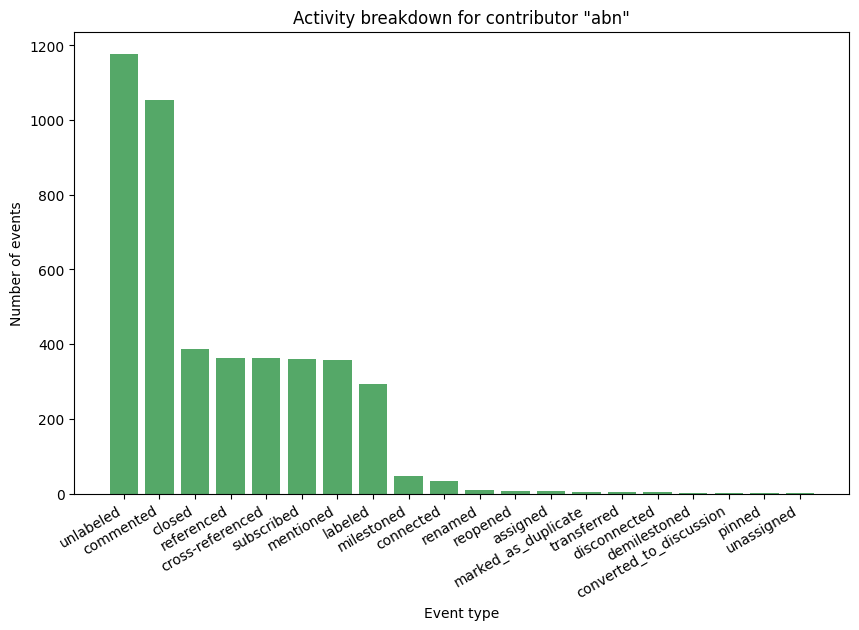 Activity breakdown for contributor "abn"
Number of events
1200
1000
800
600
400
200
0
unlabeled
commented
closed
referenced
cross-referenced
subscribed
mentioned
labeled
milestoned
connected
renamed
reopened
assigned
marked_as_duplicate
transferred
disconnected
demilestoned
converted_to_discussion
pinned
unassigned
Event type